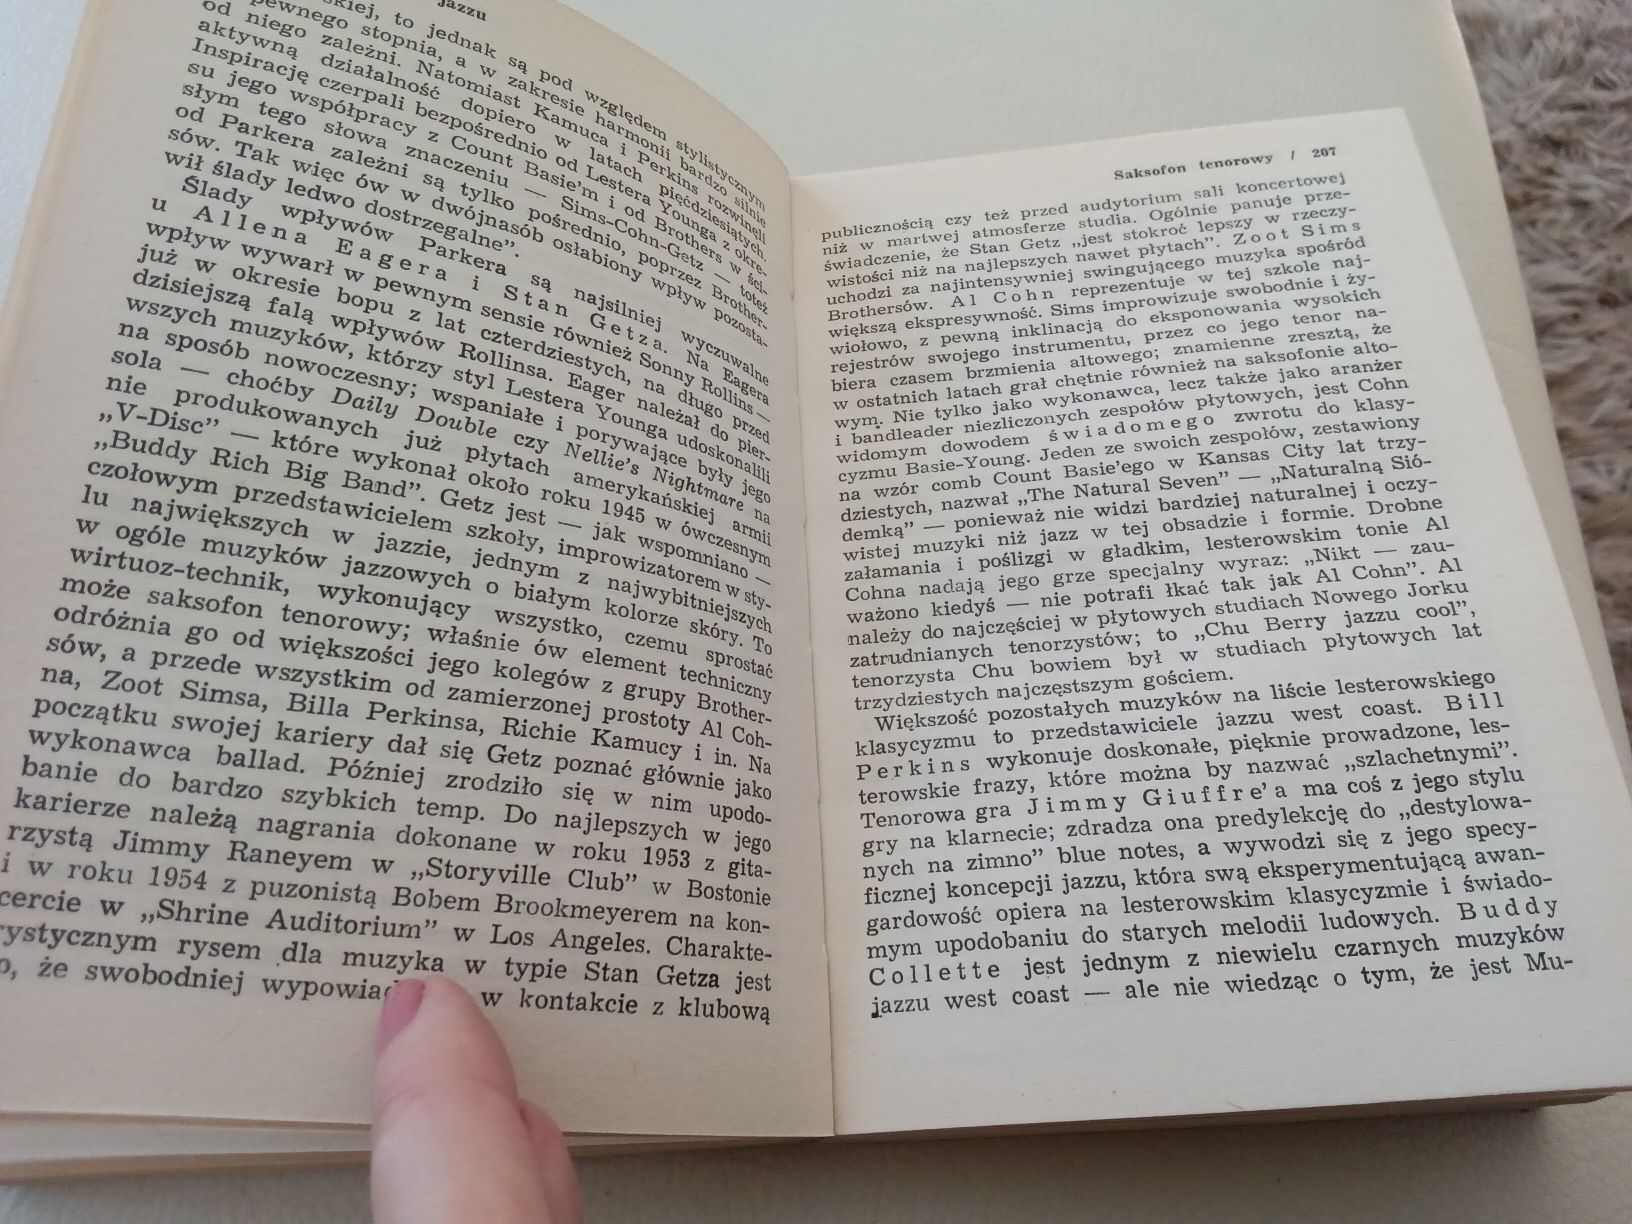 jazzu
skiej, to jednak są pod względem stylistycznym
pewnego stopnia, a w zakresie harmonii bardzo silnie
od niego zależni. Natomiast Kamuca i Perkins rozwinęli
aktywną działalność dopiero w latach pięćdziesiątych.
Inspirację czerpali bezpośrednio od Lestera Younga z okre-
su jego współpracy z Count Basie’m i od Brothers w ści-
słym tego słowa znaczeniu — Sims-Cohn-Getz — toteż
od Parkera zależni są tylko pośrednio, poprzez Brother-
sów. Tak więc ów w dwójnasób osłabiony wpływ pozosta-
wił ślady ledwo dostrzegalne”.
Ślady wpływów Parkera są najsilniej wyczuwalne
u Allena Eagera i Stan Getza. Na Eagera
wpływ wywarł w pewnym sensie również Sonny Rollins —
już w okresie bopu z lat czterdziestych, na długo przed
dzisiejszą falą wpływów Rollinsa. Eager należał do pier-
wszych muzyków, którzy styl Lestera Younga udoskonalili
na sposób nowoczesny; wspaniałe i porywające były jego
sola — choćby Daily Double czy Nellie’s Nightmare na
nie produkowanych już płytach amerykańskiej armii
„V-Disc” — które wykonał około roku 1945 w ówczesnym
„Buddy Rich Big Band”. Getz jest — jak wspomniano —
czołowym przedstawicielem szkoły, improwizatorem w sty-
lu największych w jazzie, jednym z najwybitniejszych
w ogóle muzyków jazzowych o białym kolorze skóry. To
wirtuoz-technik, wykonujący wszystko, czemu sprostać
może saksofon tenorowy; właśnie ów element techniczny
odróżnia go od większości jego kolegów z grupy Brother-
sów, a przede wszystkim od zamierzonej prostoty Al Coh-
na, Zoot Simsa, Billa Perkinsa, Richie Kamucy i in. Na
początku swojej kariery dał się Getz poznać głównie jako
wykonawca ballad. Później zrodziło się w nim upodo-
banie do bardzo szybkich temp. Do najlepszych w jego
karierze należą nagrania dokonane w roku 1953 z gita-
rzystą Jimmy Raneyem w „Storyville Club” w Bostonie
i w roku 1954 z puzonistą Bobem Brookmeyerem na kon-
cercie w „Shrine Auditorium” w Los Angeles. Charakte-
rystycznym rysem dla muzyka w typie Stan Getza jest
o, że swobodniej wypowiad w kontakcie z klubową
Saksofon tenorowy / 207
publicznością czy też przed audytorium sali koncertowej
niż w martwej atmosferze studia. Ogólnie panuje prze-
świadczenie, że Stan Getz „jest stokroć lepszy w rzeczy-
wistości niż na najlepszych nawet płytach”. Zoot Sims
uchodzi za najintensywniej swingującego muzyka spośród
Brothersów. Al Cohn reprezentuje w tej szkole naj-
większą ekspresywność. Sims improwizuje swobodnie i ży-
wiołowo, z pewną inklinacją do eksponowania wysokich
rejestrów swojego instrumentu, przez co jego tenor na-
biera czasem brzmienia altowego; znamienne zresztą, że
w ostatnich latach grał chętnie również na saksofonie alto-
wym. Nie tylko jako wykonawca, lecz także jako aranżer
i bandleader niezliczonych zespołów płytowych, jest Cohn
widomym dowodem świadomego zwrotu do klasy-
cyzmu Basie-Young. Jeden ze swoich zespołów, zestawiony
na wzór comb Count Basie’ego w Kansas City lat trzy-
dziestych, nazwał „The Natural Seven” — „Naturalną Sió-
demką” — ponieważ nie widzi bardziej naturalnej i oczy-
wistej muzyki niż jazz w tej obsadzie i formie. Drobne
załamania i poślizgi w gładkim, lesterowskim tonie Al
Cohna nadają jego grze specjalny wyraz: „Nikt — zau-
ważono kiedyś — nie potrafi łkać tak jak Al Cohn”. Al
należy do najczęściej w płytowych studiach Nowego Jorku
zatrudnianych tenorzystów; to „Chu Berry jazzu cool”,
tenorzysta Chu bowiem był w studiach płytowych lat
trzydziestych najczęstszym gościem.
Większość pozostałych muzyków na liście lesterowskiego
klasycyzmu to przedstawiciele jazzu west coast. Bill
Perkins wykonuje doskonałe, pięknie prowadzone, les-
terowskie frazy, które można by nazwać „szlachetnymi”.
Tenorowa gra Jimmy Giuffre’a ma coś z jego stylu
gry na klarnecie; zdradza ona predylekcję do „destylowa-
nych na zimno” blue notes, a wywodzi się z jego specy-
ficznej koncepcji jazzu, która swą eksperymentującą awan-
gardowość opiera na lesterowskim klasycyzmie i świado-
mym upodobaniu do starych melodii ludowych. Buddy
Collette jest jednym z niewielu czarnych muzyków
jazzu west coast — ale nie wiedząc o tym, że jest Mu-